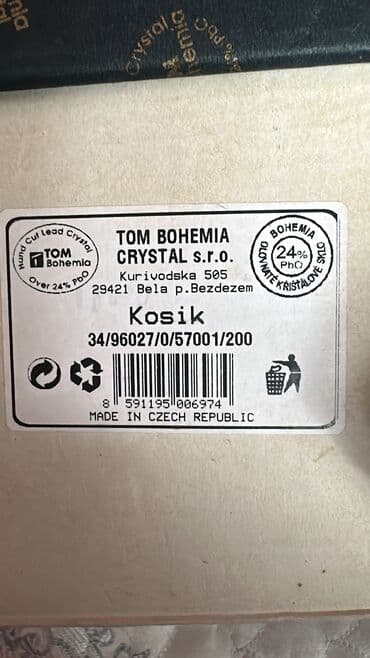 Crystal
Bohemia
24% PbO
Hand Cut Lead Crystal
TOM
Bohemia
Over 24% PbO
TOM BOHEMIA
CRYSTAL s.r.o.
Kurivodska 505
29421 Bela p.Bezdezem
BOHEMIA
24%
PbO
OLOVNATÉ KŘIŠŤÁLOVÉ SKLO
Kosik
34/96027/0/57001/200
8 591195 006974
MADE IN CZECH REPUBLIC